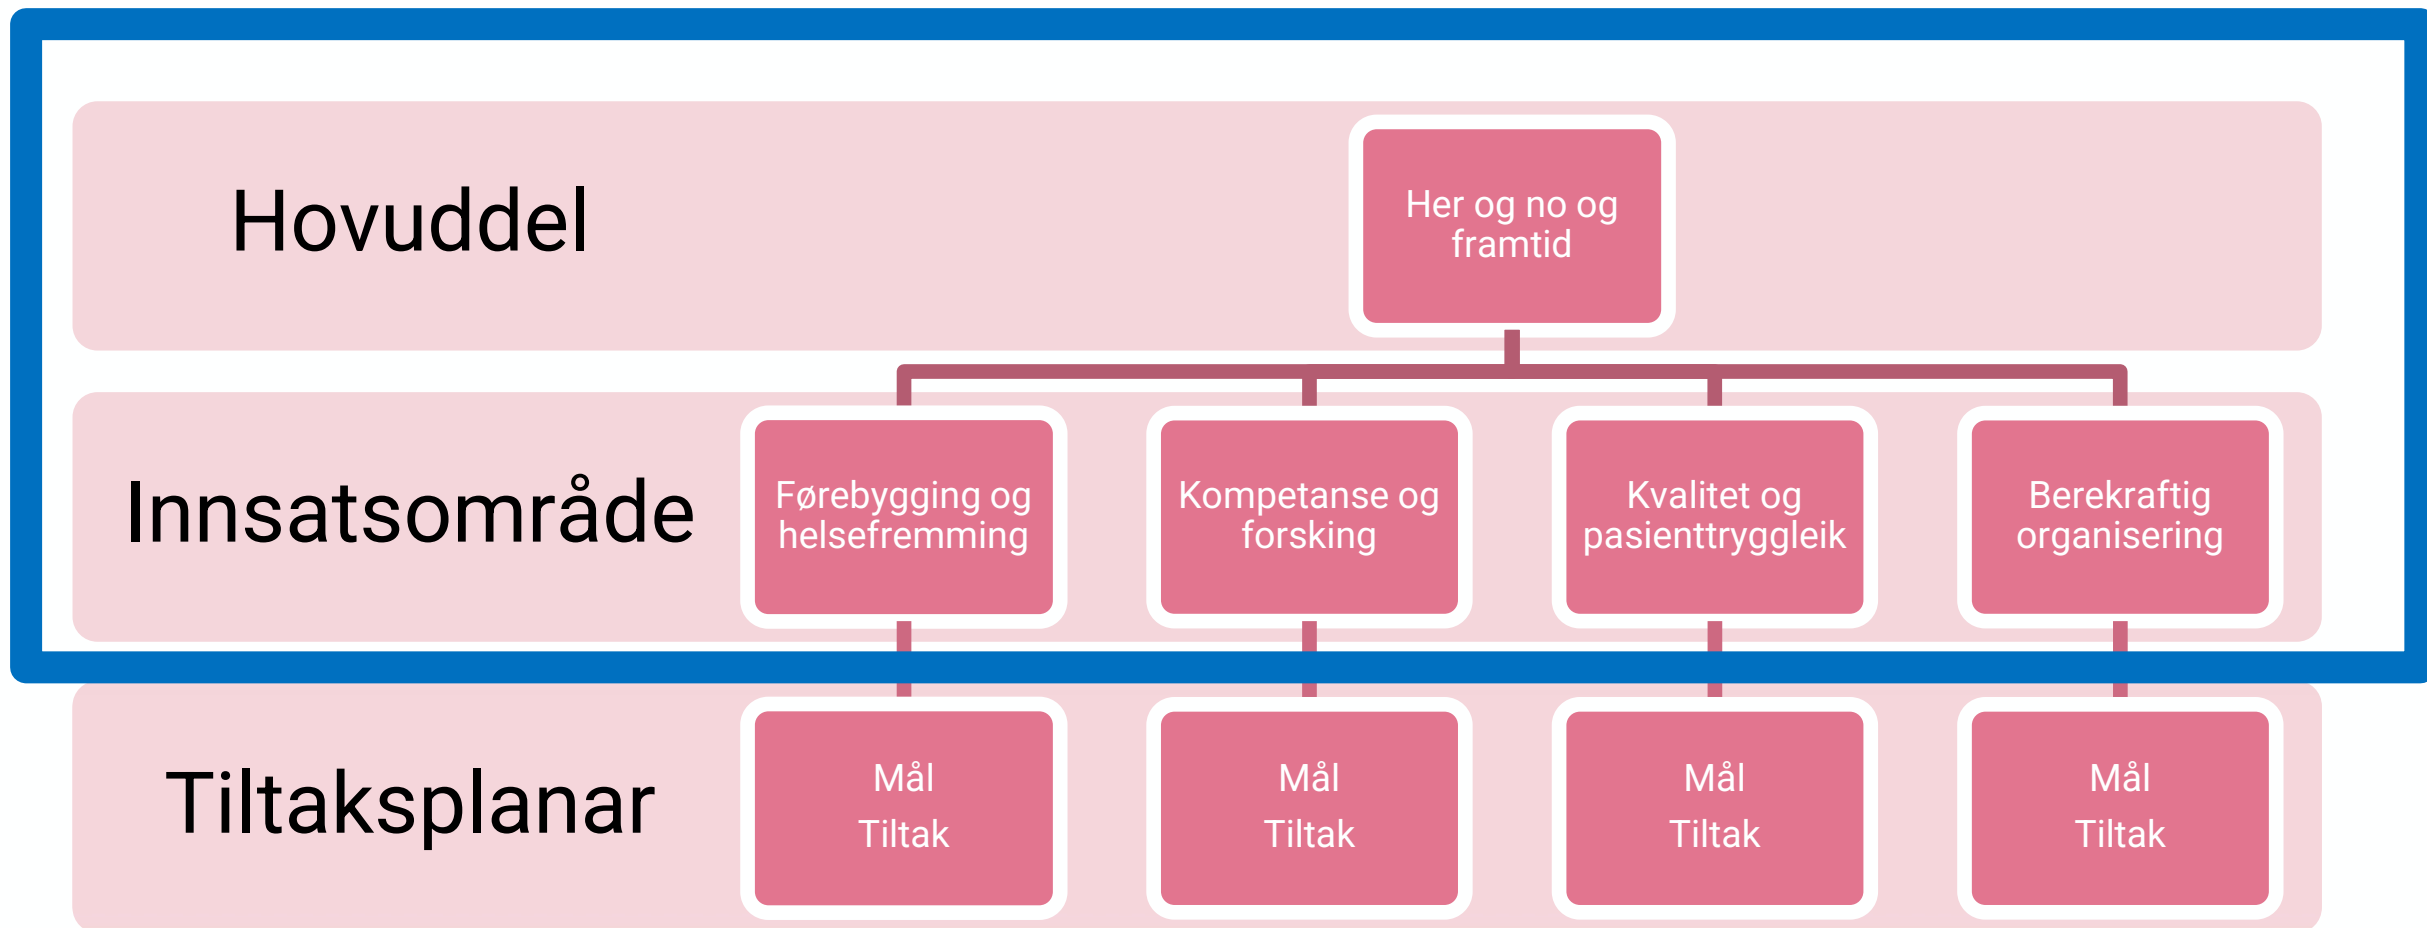 Hovuddel
Her og no og
framtid
Innsatsområde
Førebygging og
helsefremming
Kompetanse og
forsking
Kvalitet og
pasienttryggleik
Berekraftig
organisering
Tiltaksplanar
Mål
Tiltak
Mål
Tiltak
Mål
Tiltak
Mål
Tiltak